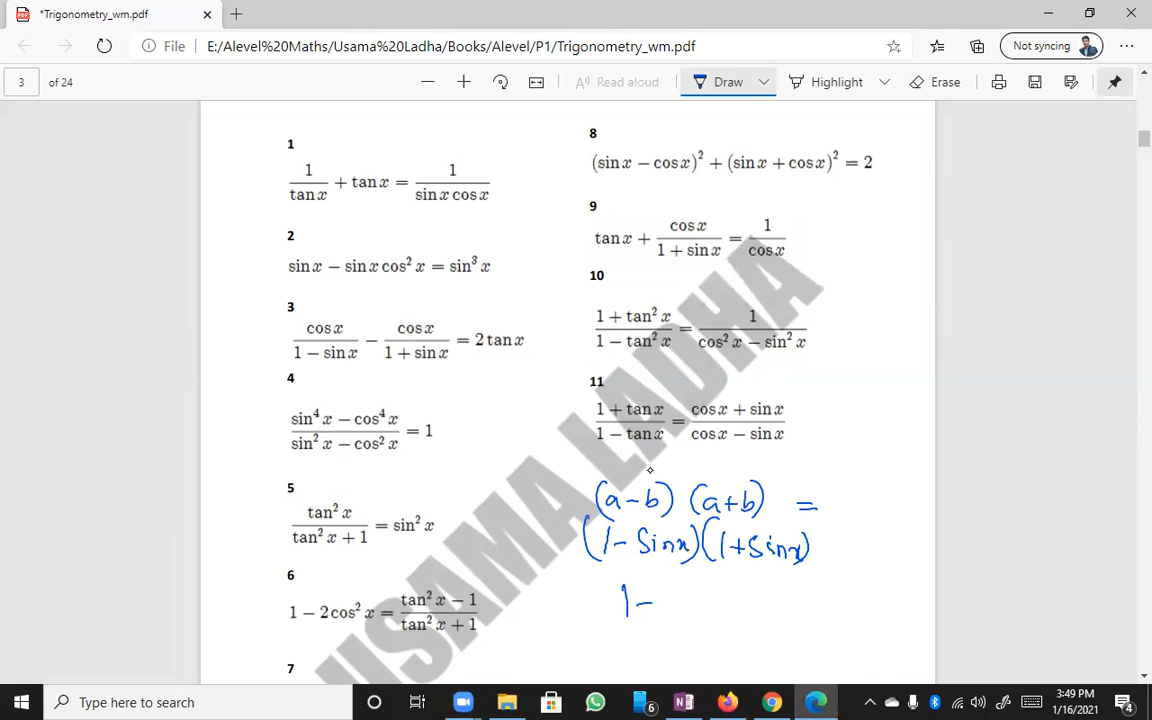 *Trigonometry_wm.pdf
File E:/Alevel%20Maths/Usama%20Ladha/Books/Alevel/P1/Trigonometry_wm.pdf
Not syncing
3 of 24
Read aloud
Draw
Highlight
Erase
1
1/tan x + tan x = 1/(sin x cos x)
2
sin x − sin x cos² x = sin³ x
3
cos x/(1 − sin x) − cos x/(1 + sin x) = 2 tan x
4
(sin⁴ x − cos⁴ x)/(sin² x − cos² x) = 1
5
tan² x/(tan² x + 1) = sin² x
6
1 − 2cos² x = (tan² x − 1)/(tan² x + 1)
7
8
(sin x − cos x)² + (sin x + cos x)² = 2
9
tan x + cos x/(1 + sin x) = 1/cos x
10
(1 + tan² x)/(1 − tan² x) = 1/(cos² x − sin² x)
11
(1 + tan x)/(1 − tan x) = (cos x + sin x)/(cos x − sin x)
(a−b) (a+b) =
(1− Sinx)(1+Sinx)
1−
USAMA LADHA
Type here to search
6
3:49 PM
1/16/2021
4